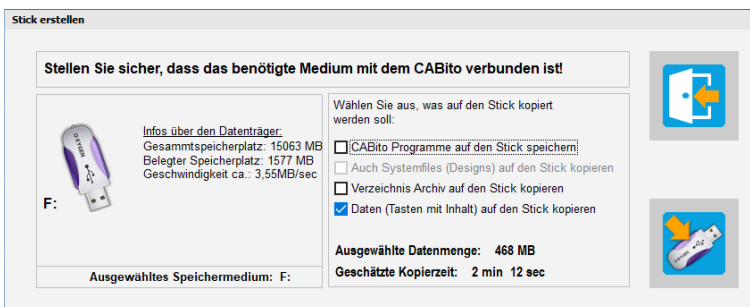 Stick erstellen
Stellen Sie sicher, dass das benötigte Medium mit dem CABito verbunden ist!
Infos über den Datenträger:
Gesammtspeicherplatz: 15063 MB
Belegter Speicherplatz: 1577 MB
Geschwindigkeit ca.: 3,55MB/sec
OXYGEN
F:
Ausgewähltes Speichermedium: F:
Wählen Sie aus, was auf den Stick kopiert
werden soll:
CABito Programme auf den Stick speichern
Auch Systemfiles (Designs) auf den Stick kopieren
Verzeichnis Archiv auf den Stick kopieren
Daten (Tasten mit Inhalt) auf den Stick kopieren
Ausgewählte Datenmenge: 468 MB
Geschätzte Kopierzeit: 2 min 12 sec